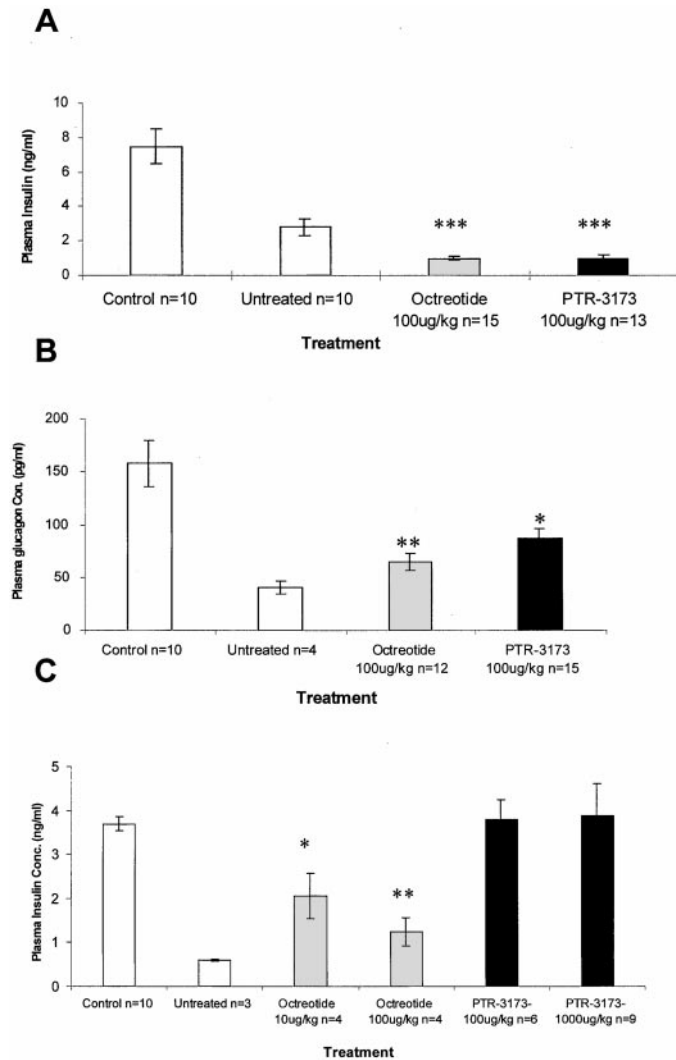 A
10
8
6
4
2
0
Plasma Insulin (ng/ml)
*** ***
Control n=10 Untreated n=10 Octreotide PTR-3173
100ug/kg n=15 100ug/kg n=13
Treatment
B
200
150
100
50
0
Plasma glucagon Con. (pg/ml)
** *
Control n=10 Untreated n=4 Octreotide PTR-3173
100ug/kg n=12 100ug/kg n=15
Treatment
C
5
4
3
2
1
0
Plasma Insulin Conc. (ng/ml)
* **
Control n=10 Untreated n=3 Octreotide Octreotide PTR-3173- PTR-3173-
10ug/kg n=4 100ug/kg n=4 100ug/kg n=6 1000ug/kg n=9
Treatment